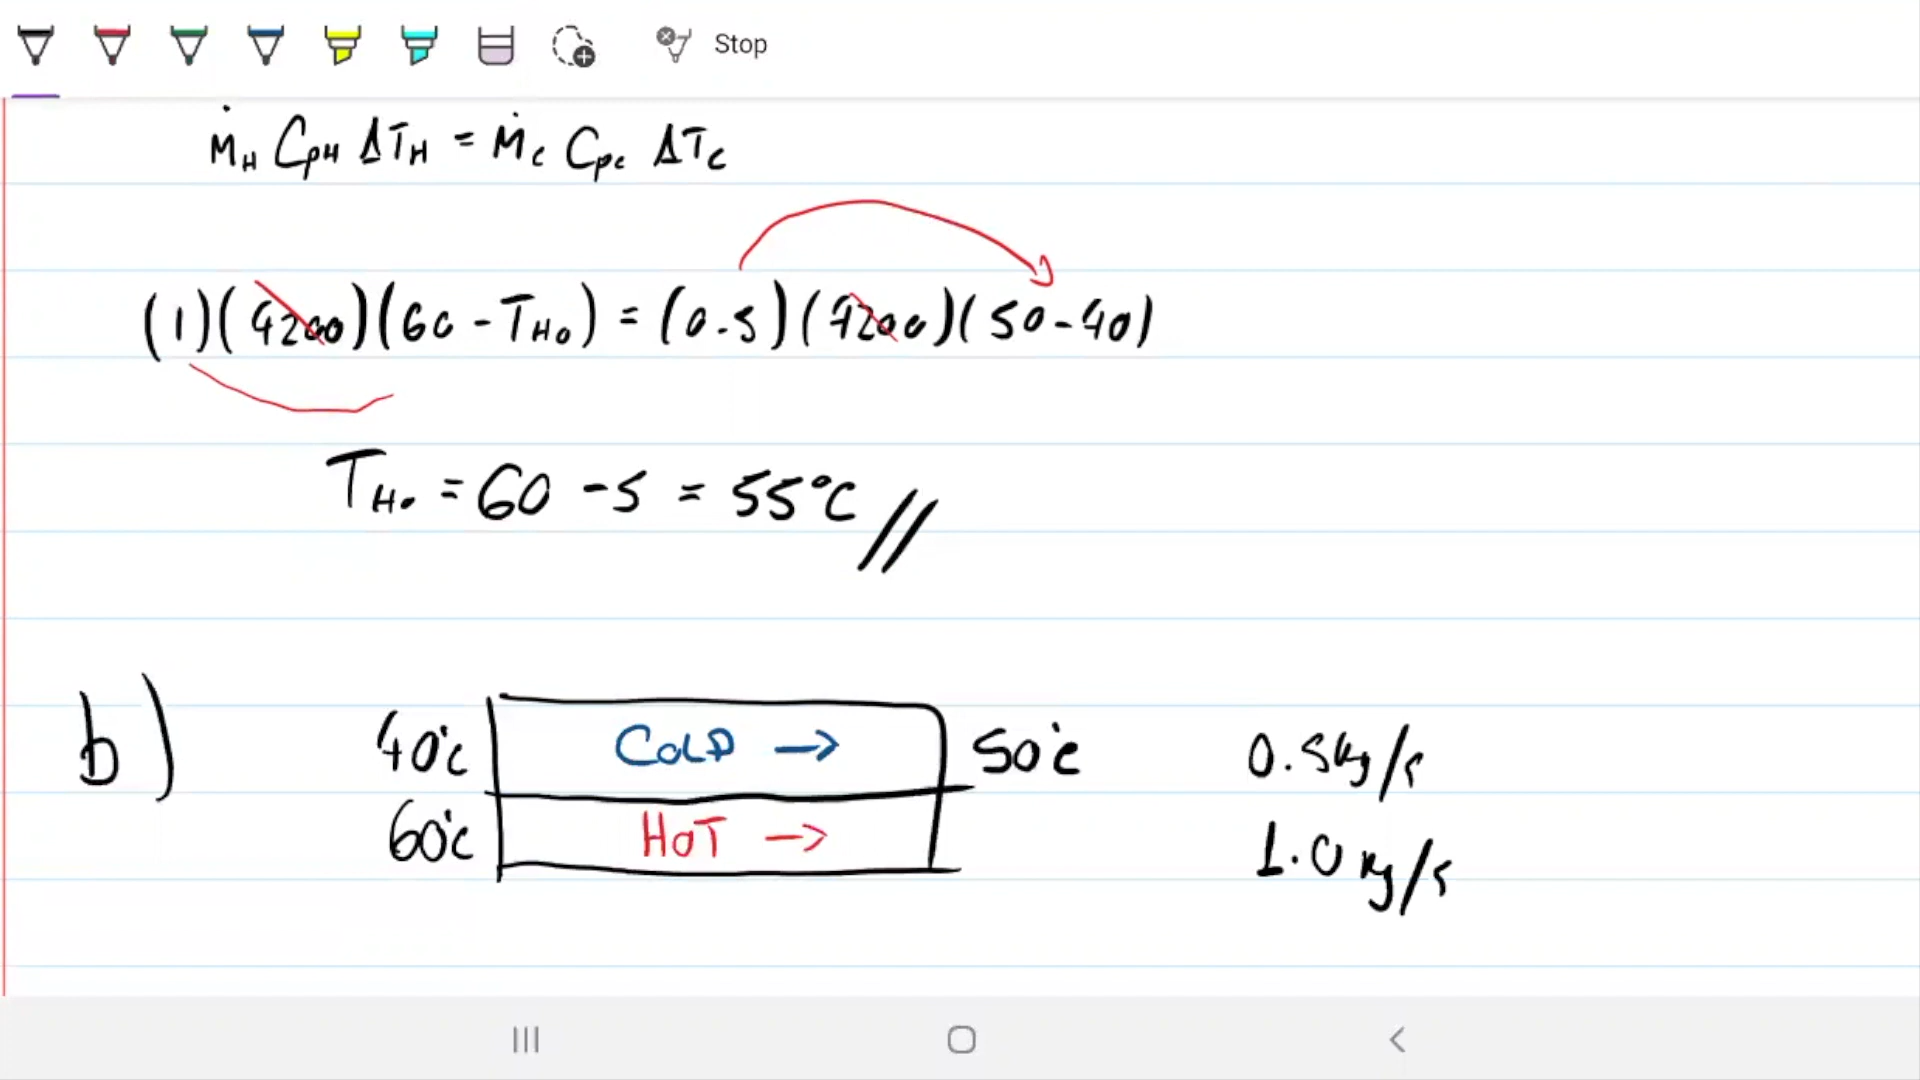 Stop
ṁH CpH ΔTH = ṁc Cpc ΔTc
(1)(4200)(60 - THo) = (0.5)(4200)(50-40)
THo = 60 - 5 = 55°C //
b)
40°c COLD → 50°c 0.5kg/s
60°c HOT → 1.0 kg/s